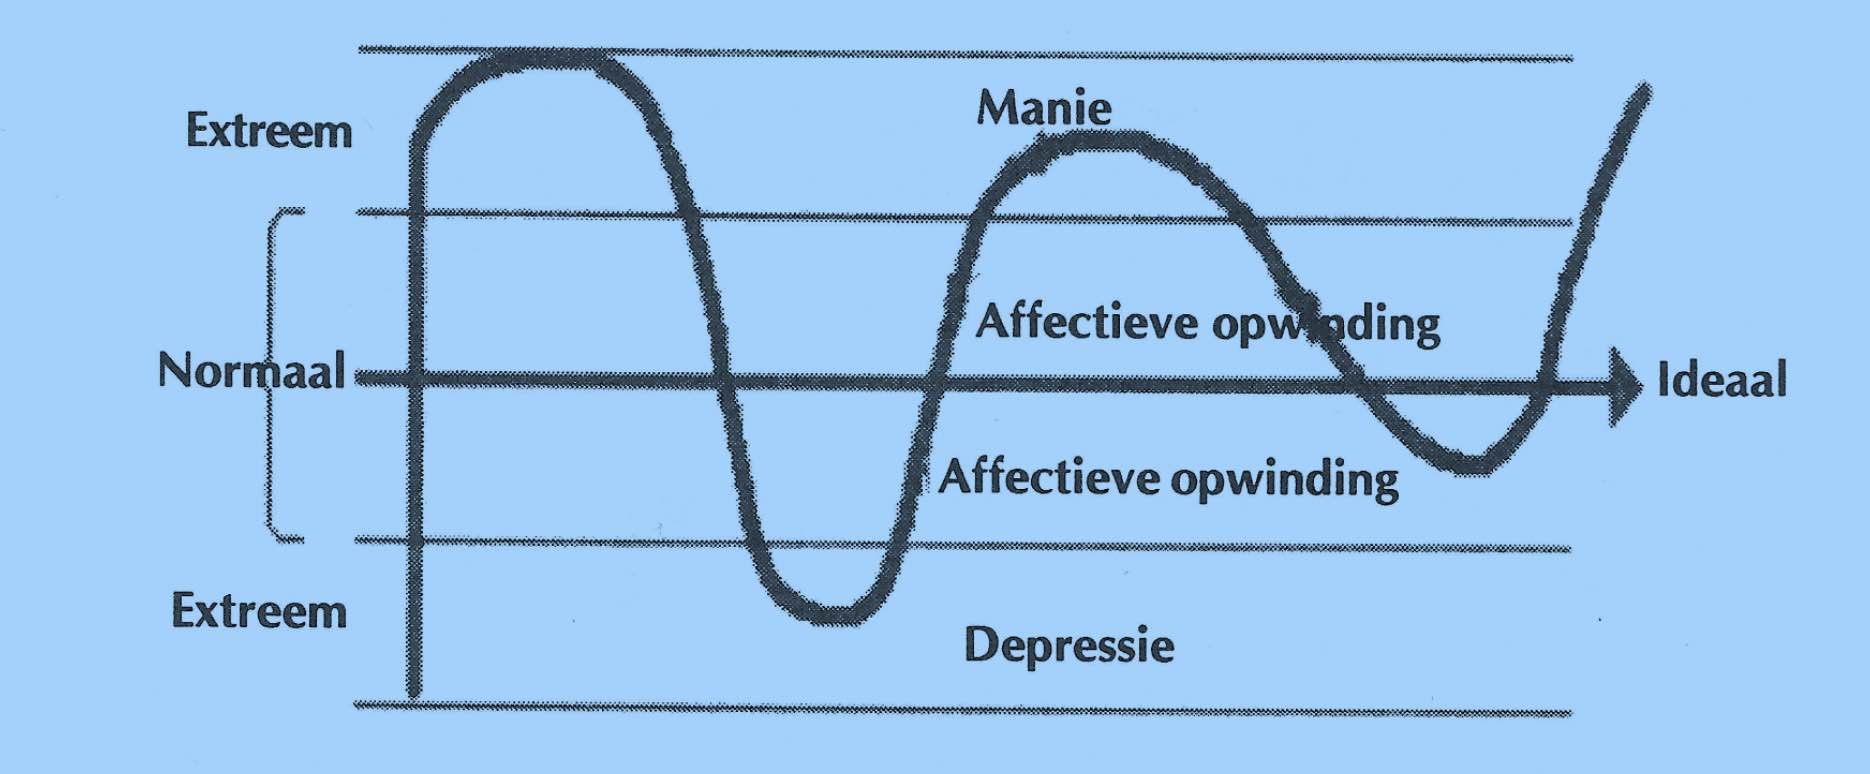 Manie
Extreem
Affectieve opwinding
Normaal
Ideaal
Affectieve opwinding
Extreem
Depressie